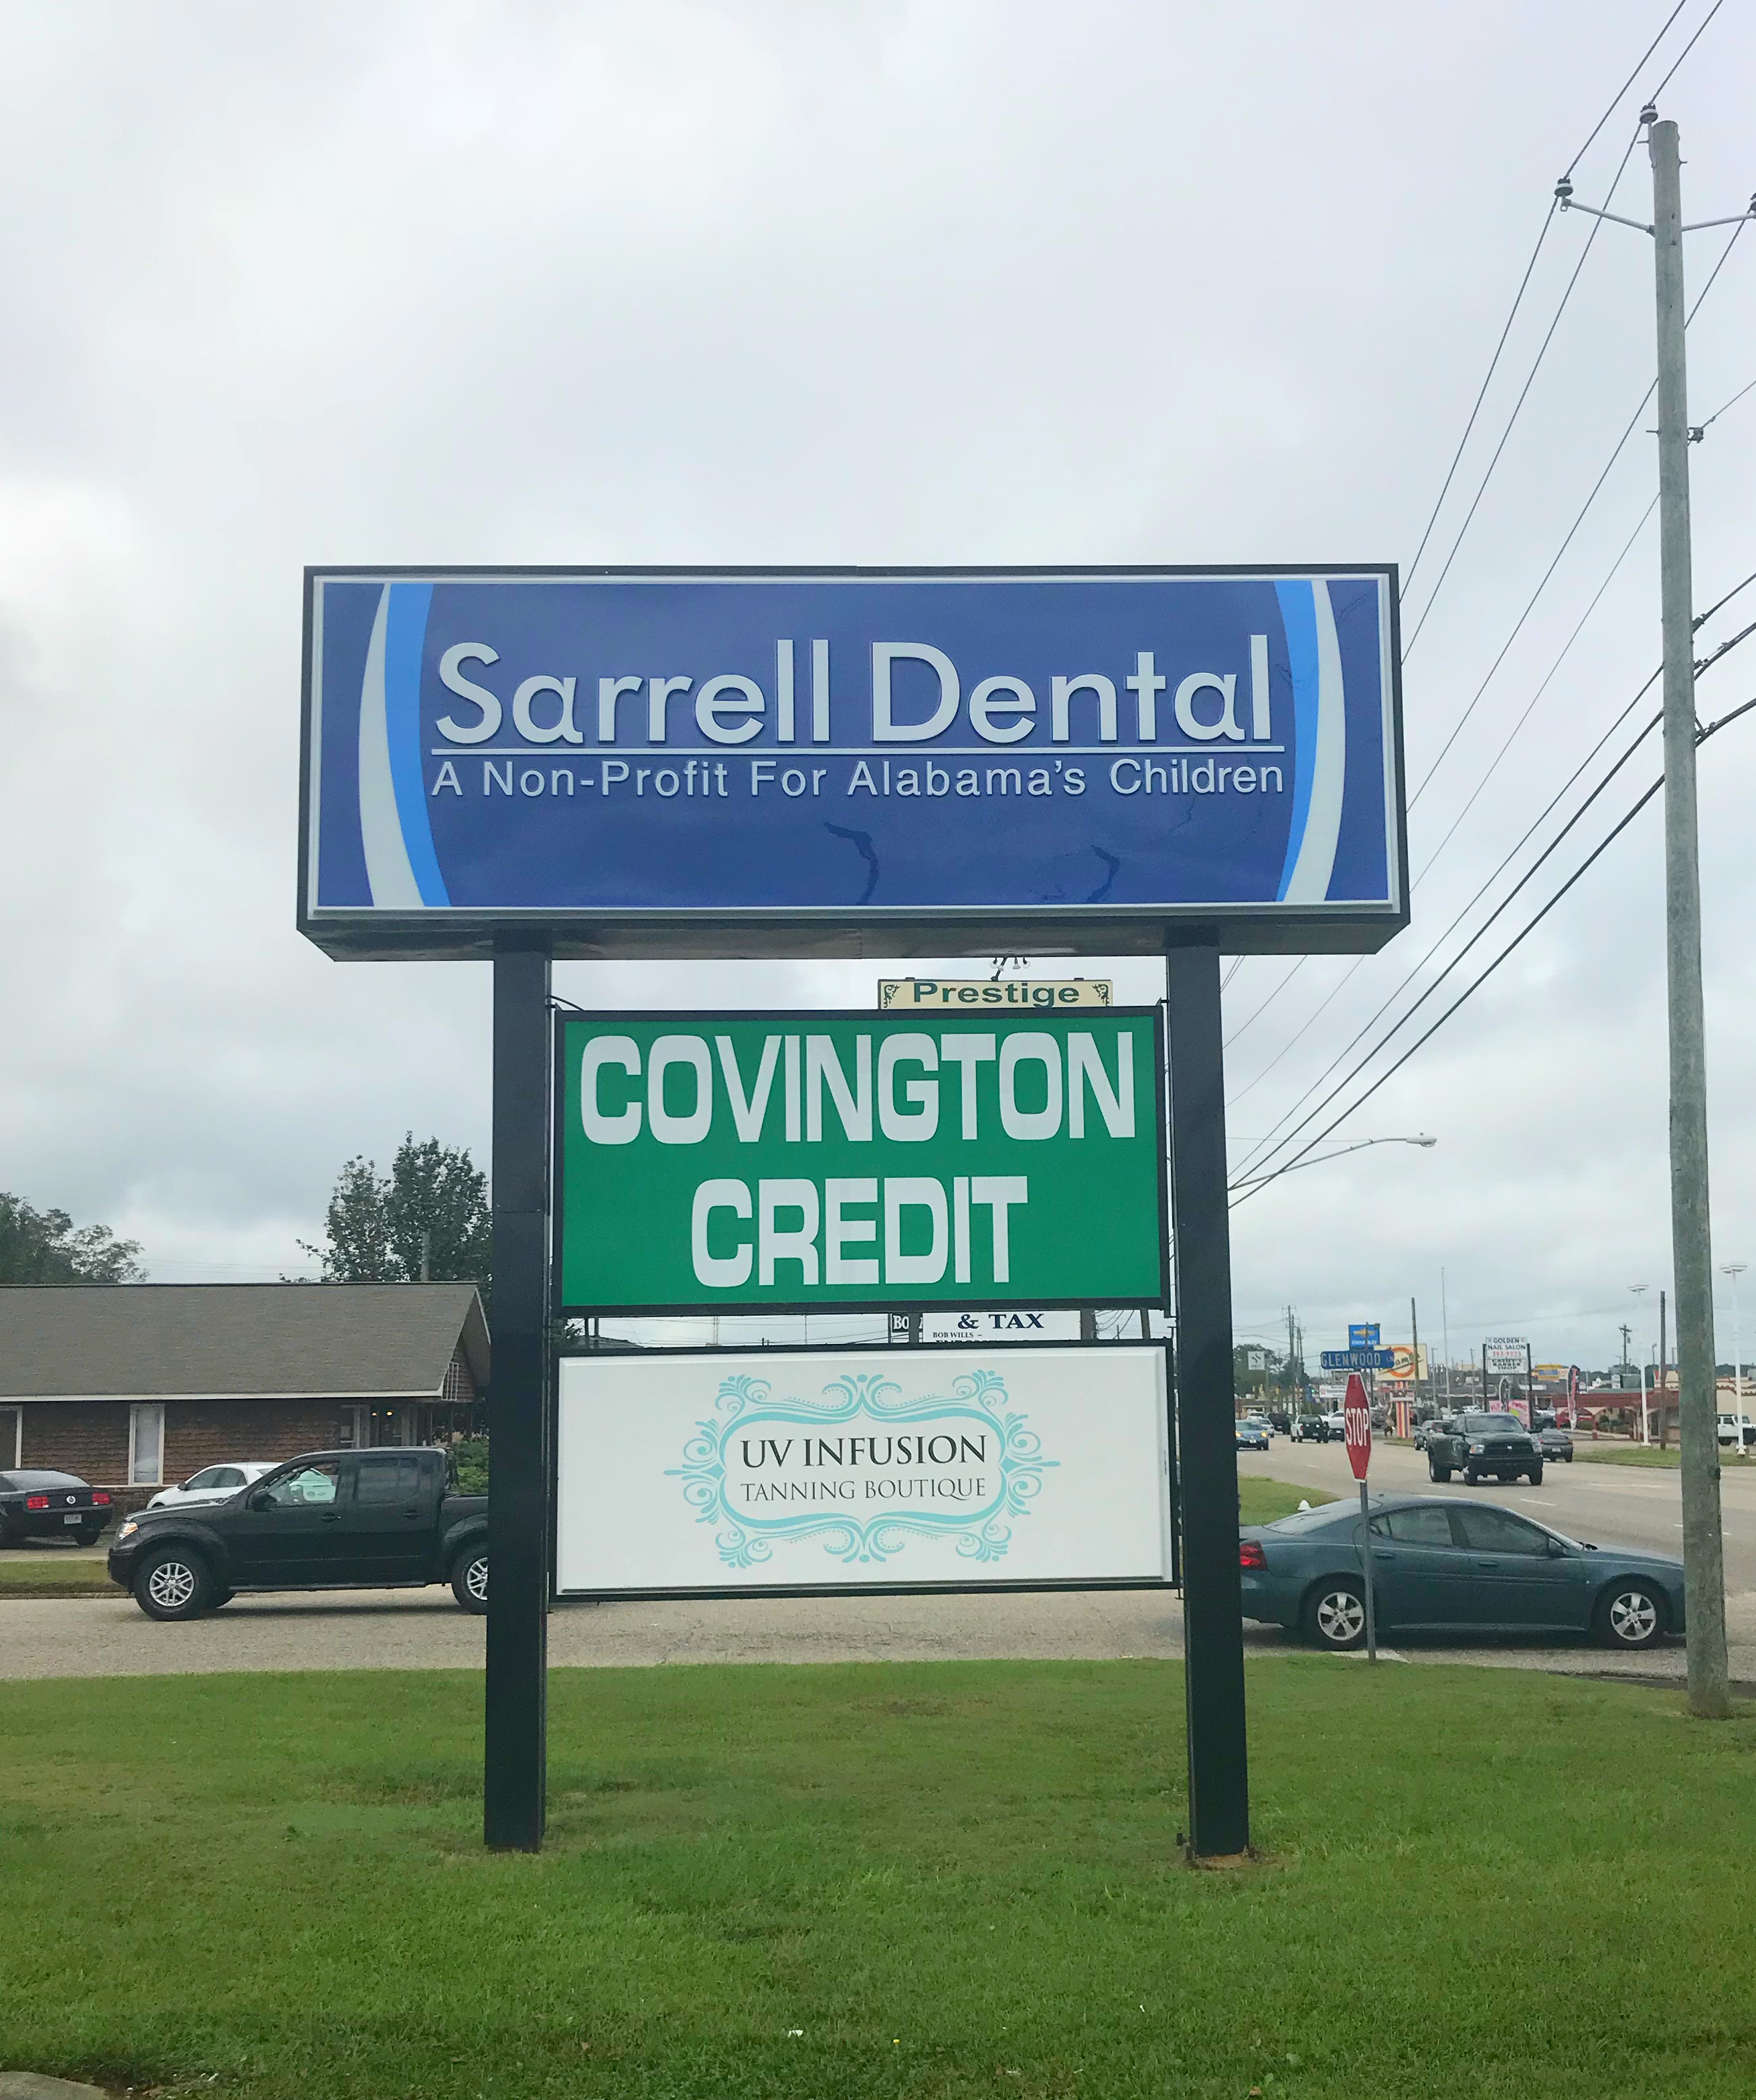 Sarrell Dental
A Non-Profit For Alabama's Children
Prestige
COVINGTON
CREDIT
& TAX
BOB WILLS
UV INFUSION
TANNING BOUTIQUE
GLENWOOD
STOP
GOLDEN
NAIL SALON